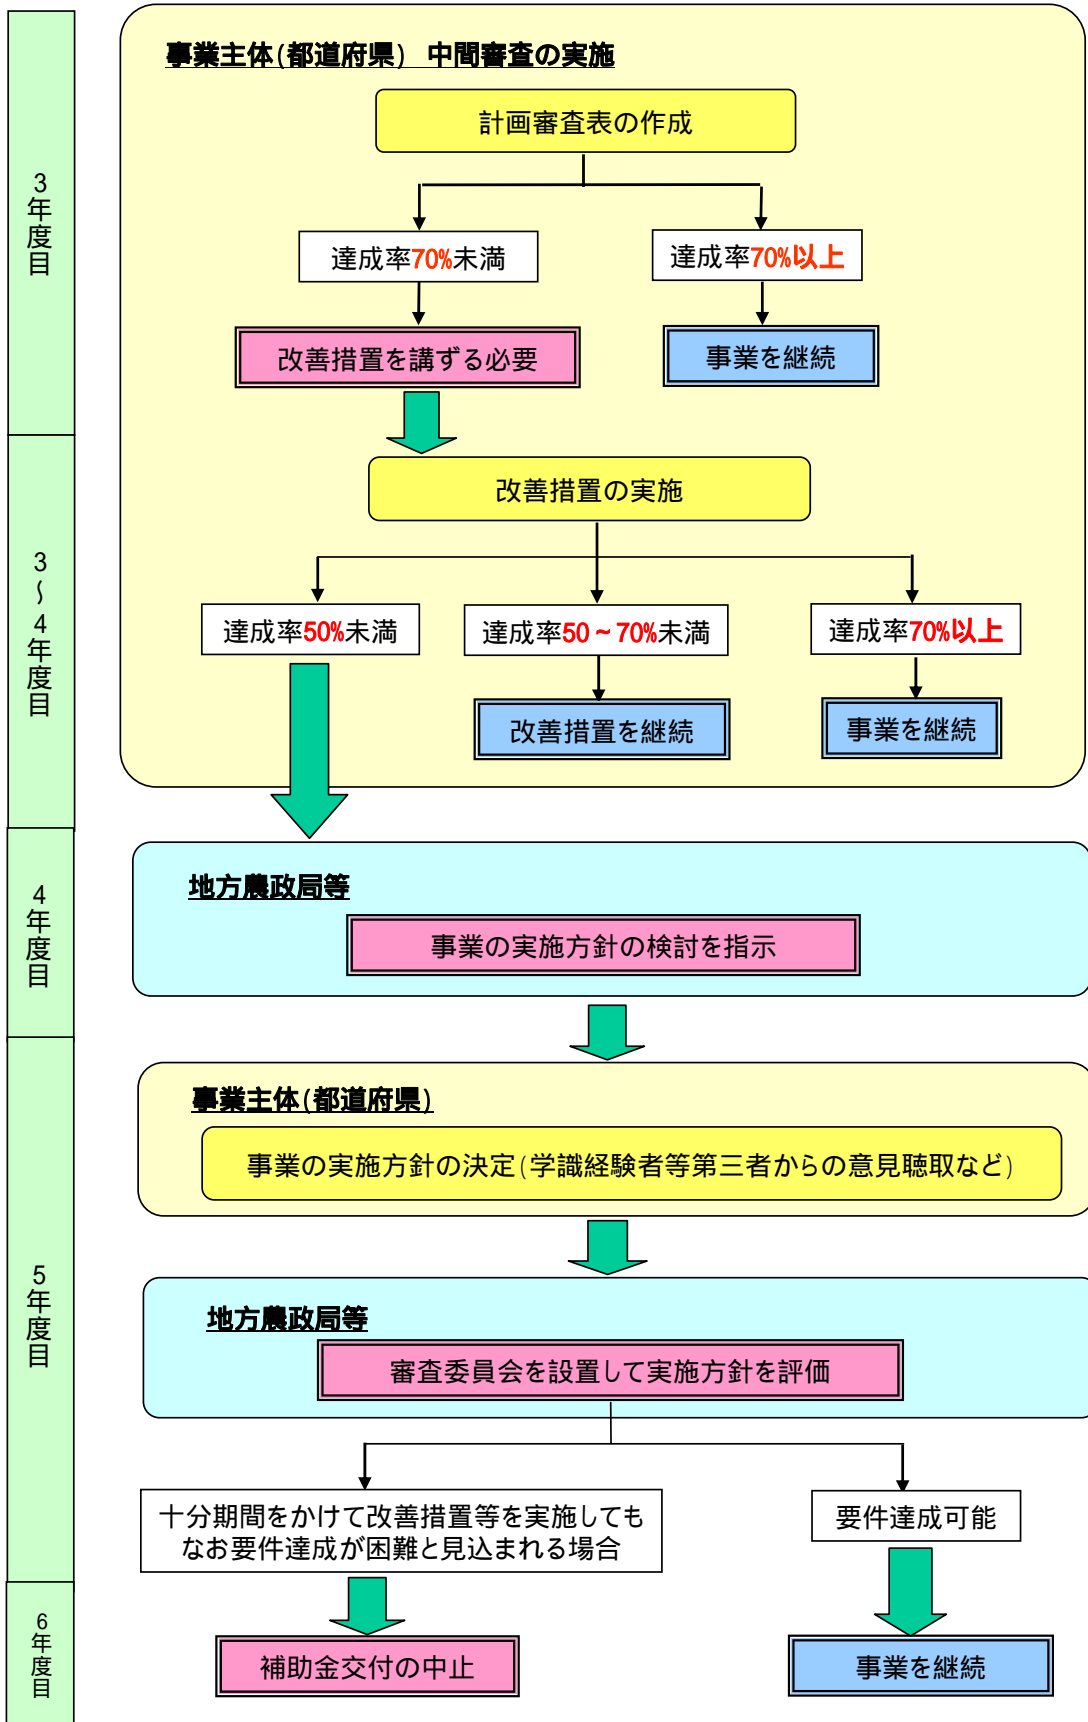 3年度目
事業主体(都道府県) 中間審査の実施
計画審査表の作成
達成率70%未満
達成率70%以上
改善措置を講ずる必要
事業を継続
3～4年度目
改善措置の実施
達成率50%未満
達成率50~70%未満
達成率70%以上
改善措置を継続
事業を継続
4年度目
地方農政局等
事業の実施方針の検討を指示
5年度目
事業主体(都道府県)
事業の実施方針の決定(学識経験者等第三者からの意見聴取など)
地方農政局等
審査委員会を設置して実施方針を評価
十分期間をかけて改善措置等を実施しても
なお要件達成が困難と見込まれる場合
要件達成可能
6年度目
補助金交付の中止
事業を継続